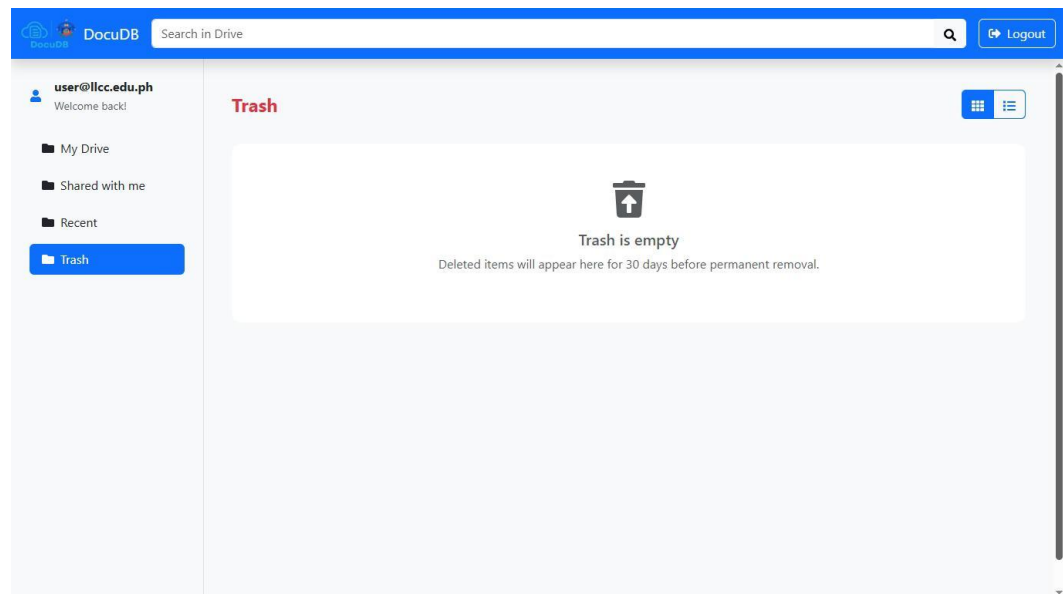 DocuDB
DocuDB
Search in Drive
Logout
user@llcc.edu.ph
Welcome back!
My Drive
Shared with me
Recent
Trash
Trash
Trash is empty
Deleted items will appear here for 30 days before permanent removal.